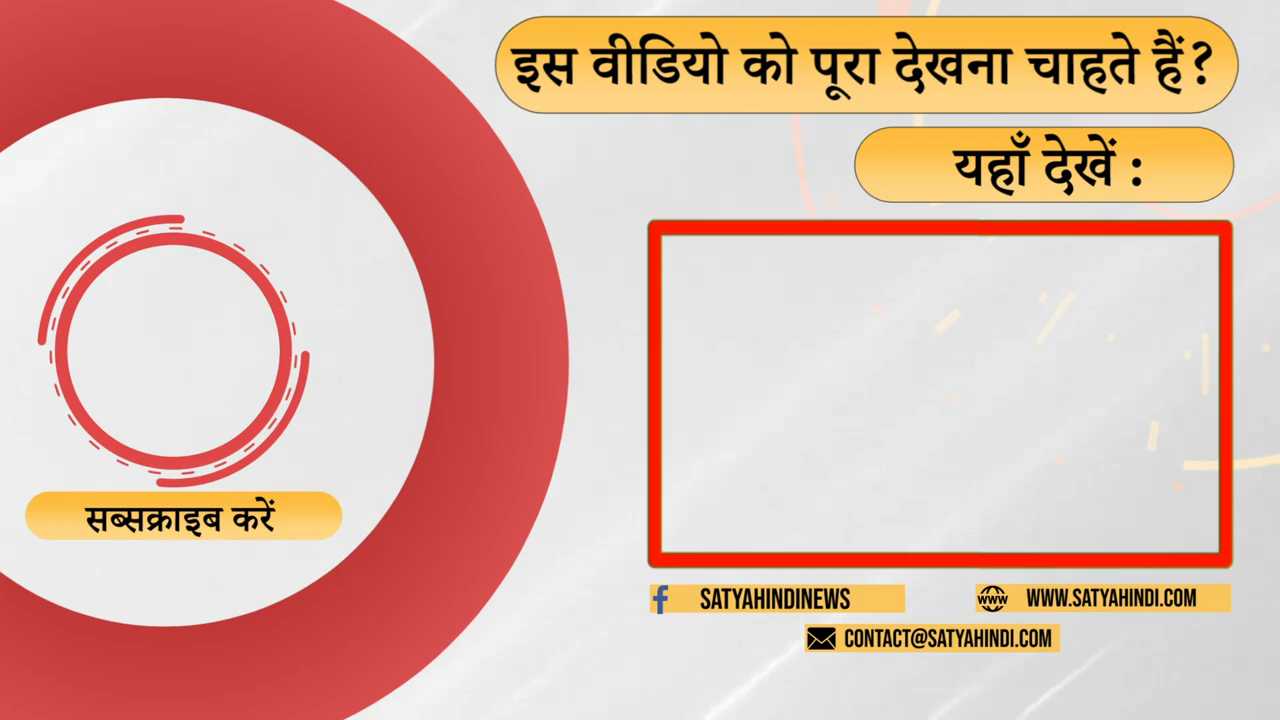 इस वीडियो को पूरा देखना चाहते हैं?
यहाँ देखें :
सब्सक्राइब करें
SATYAHINDINEWS
WWW.SATYAHINDI.COM
CONTACT@SATYAHINDI.COM